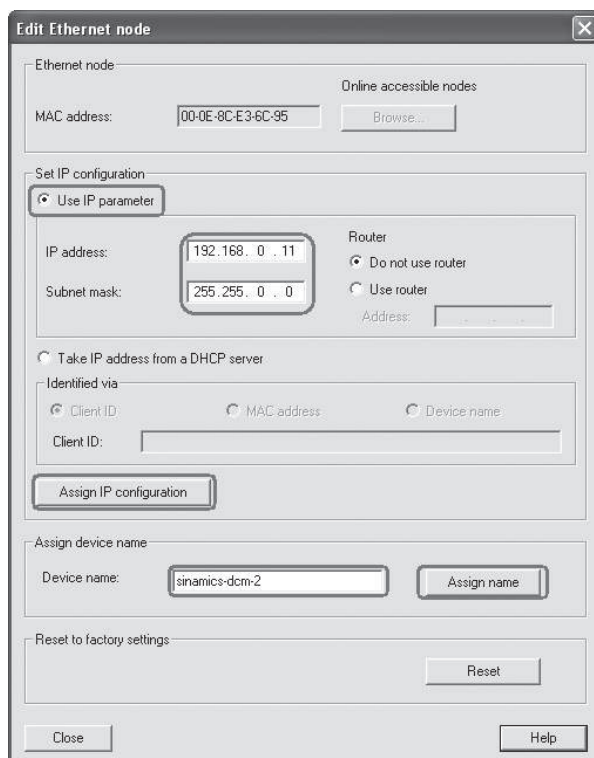 Edit Ethernet node
Ethernet node
Online accessible nodes
MAC address: 00-0E-8C-E3-6C-95 Browse...
Set IP configuration
Use IP parameter
IP address: 192.168. 0 . 11
Subnet mask: 255.255. 0 . 0
Router
Do not use router
Use router
Address: . . .
Take IP address from a DHCP server
Identified via
Client ID MAC address Device name
Client ID:
Assign IP configuration
Assign device name
Device name: sinamics-dcm-2 Assign name
Reset to factory settings
Reset
Close Help